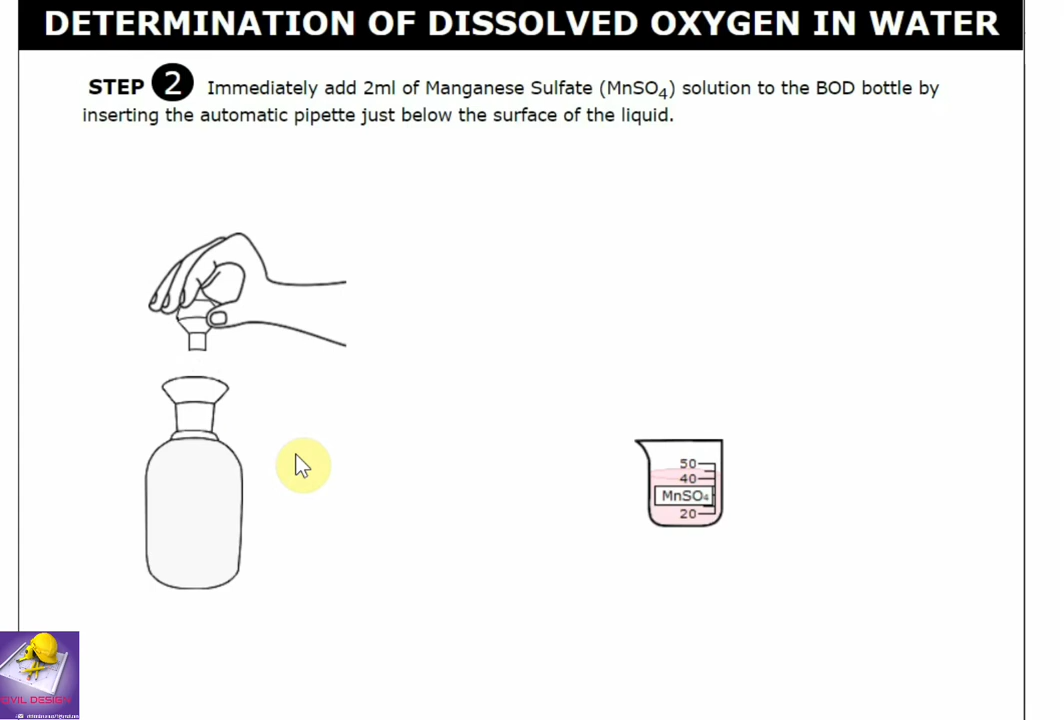 DETERMINATION OF DISSOLVED OXYGEN IN WATER
STEP 2 Immediately add 2ml of Manganese Sulfate (MnSO₄) solution to the BOD bottle by
inserting the automatic pipette just below the surface of the liquid.
50
40
MnSO₄
20
CIVIL DESIGN